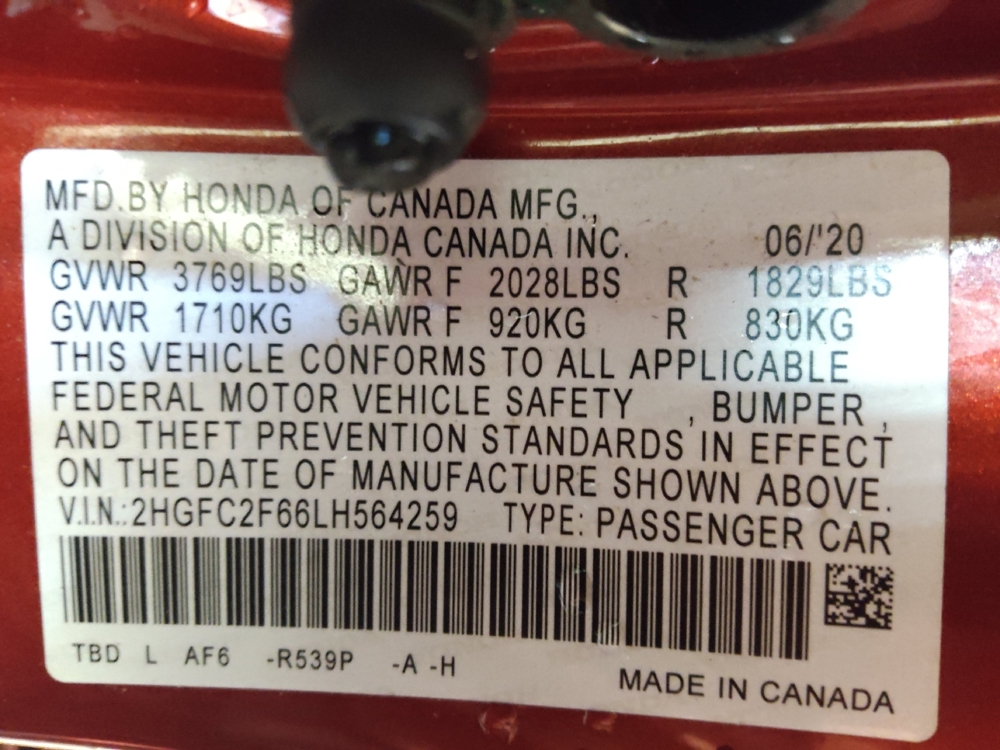 MFD.BY HONDA OF CANADA MFG.,
A DIVISION OF HONDA CANADA INC. 06/'20
GVWR 3769LBS GAWR F 2028LBS R 1829LBS
GVWR 1710KG GAWR F 920KG R 830KG
THIS VEHICLE CONFORMS TO ALL APPLICABLE
FEDERAL MOTOR VEHICLE SAFETY , BUMPER ,
AND THEFT PREVENTION STANDARDS IN EFFECT
ON THE DATE OF MANUFACTURE SHOWN ABOVE.
V.I.N.:2HGFC2F66LH564259 TYPE: PASSENGER CAR
TBD L AF6 -R539P -A -H
MADE IN CANADA